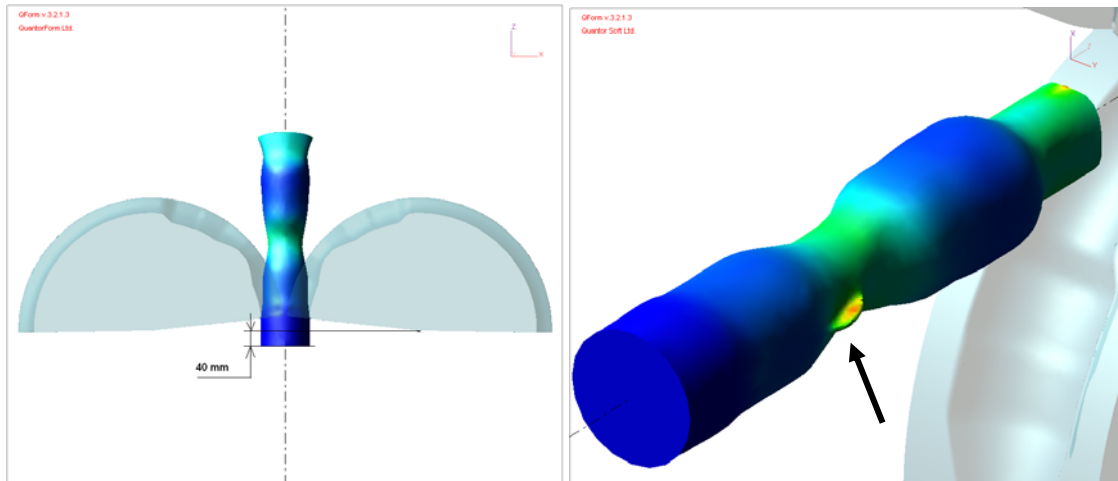 QForm v.3.2.1.3
QuantorForm Ltd.
Z
X
40 mm
QForm v.3.2.1.3
Quantor Soft Ltd.
X
Z
Y